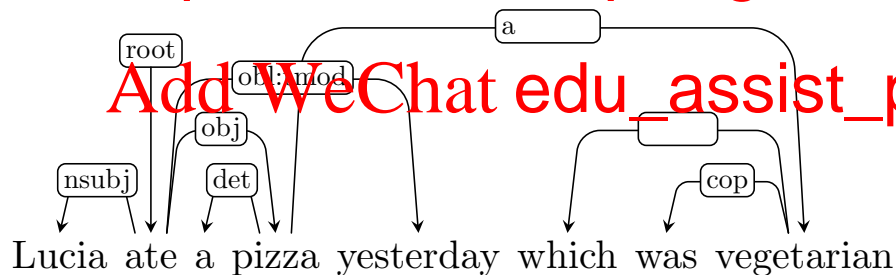 a
root
obl:tmod
Add WeChat edu_assist_p
obj
nsubj
det
cop
Lucia ate a pizza yesterday which was vegetarian